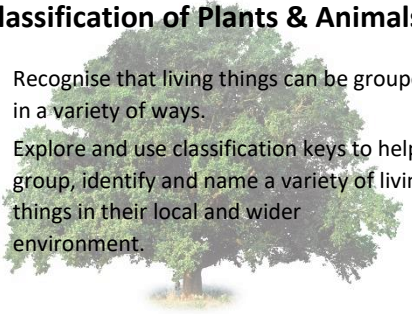 lassification of Plants & Animals
Recognise that living things can be groupe
in a variety of ways.
Explore and use classification keys to help
group, identify and name a variety of livin
things in their local and wider
environment.